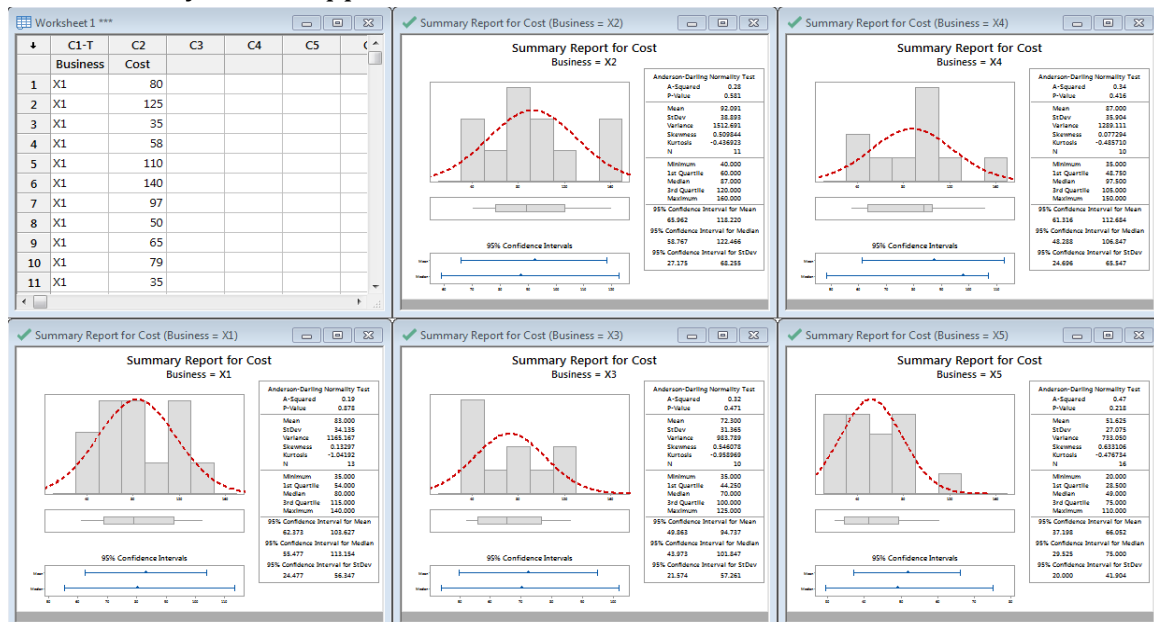 Worksheet 1 ***
C1-T C2 C3 C4 C5
Business Cost
1 X1 80
2 X1 125
3 X1 35
4 X1 58
5 X1 110
6 X1 140
7 X1 97
8 X1 50
9 X1 65
10 X1 79
11 X1 35
Summary Report for Cost (Business = X2)
Summary Report for Cost
Business = X2
Anderson-Darling Normality Test
A-Squared 0.28
P-Value 0.581
Mean 92.091
StDev 38.893
Variance 1512.691
Skewness 0.509844
Kurtosis -0.436923
N 11
Minimum 40.000
1st Quartile 60.000
Median 87.000
3rd Quartile 120.000
Maximum 160.000
95% Confidence Interval for Mean
65.962 118.220
95% Confidence Interval for Median
58.767 122.466
95% Confidence Interval for StDev
27.175 68.255
95% Confidence Intervals
Mean
Median
Summary Report for Cost (Business = X4)
Summary Report for Cost
Business = X4
Anderson-Darling Normality Test
A-Squared 0.34
P-Value 0.416
Mean 87.000
StDev 35.904
Variance 1289.111
Skewness 0.077294
Kurtosis -0.485710
N 10
Minimum 35.000
1st Quartile 48.750
Median 97.500
3rd Quartile 105.000
Maximum 150.000
95% Confidence Interval for Mean
61.316 112.684
95% Confidence Interval for Median
48.288 106.847
95% Confidence Interval for StDev
24.696 65.547
95% Confidence Intervals
Mean
Median
Summary Report for Cost (Business = X1)
Summary Report for Cost
Business = X1
Anderson-Darling Normality Test
A-Squared 0.19
P-Value 0.878
Mean 83.000
StDev 34.135
Variance 1165.167
Skewness 0.13297
Kurtosis -1.04192
N 13
Minimum 35.000
1st Quartile 54.000
Median 80.000
3rd Quartile 115.000
Maximum 140.000
95% Confidence Interval for Mean
62.373 103.627
95% Confidence Interval for Median
55.477 113.154
95% Confidence Interval for StDev
24.477 56.347
95% Confidence Intervals
Mean
Median
Summary Report for Cost (Business = X3)
Summary Report for Cost
Business = X3
Anderson-Darling Normality Test
A-Squared 0.32
P-Value 0.471
Mean 72.300
StDev 31.365
Variance 983.789
Skewness 0.546078
Kurtosis -0.958969
N 10
Minimum 35.000
1st Quartile 44.250
Median 70.000
3rd Quartile 100.000
Maximum 125.000
95% Confidence Interval for Mean
49.863 94.737
95% Confidence Interval for Median
43.973 101.847
95% Confidence Interval for StDev
21.574 57.261
95% Confidence Intervals
Mean
Median
Summary Report for Cost (Business = X5)
Summary Report for Cost
Business = X5
Anderson-Darling Normality Test
A-Squared 0.47
P-Value 0.218
Mean 51.625
StDev 27.075
Variance 733.050
Skewness 0.633106
Kurtosis -0.476734
N 16
Minimum 20.000
1st Quartile 28.500
Median 49.000
3rd Quartile 75.000
Maximum 110.000
95% Confidence Interval for Mean
37.198 66.052
95% Confidence Interval for Median
29.525 75.000
95% Confidence Interval for StDev
20.000 41.904
95% Confidence Intervals
Mean
Median